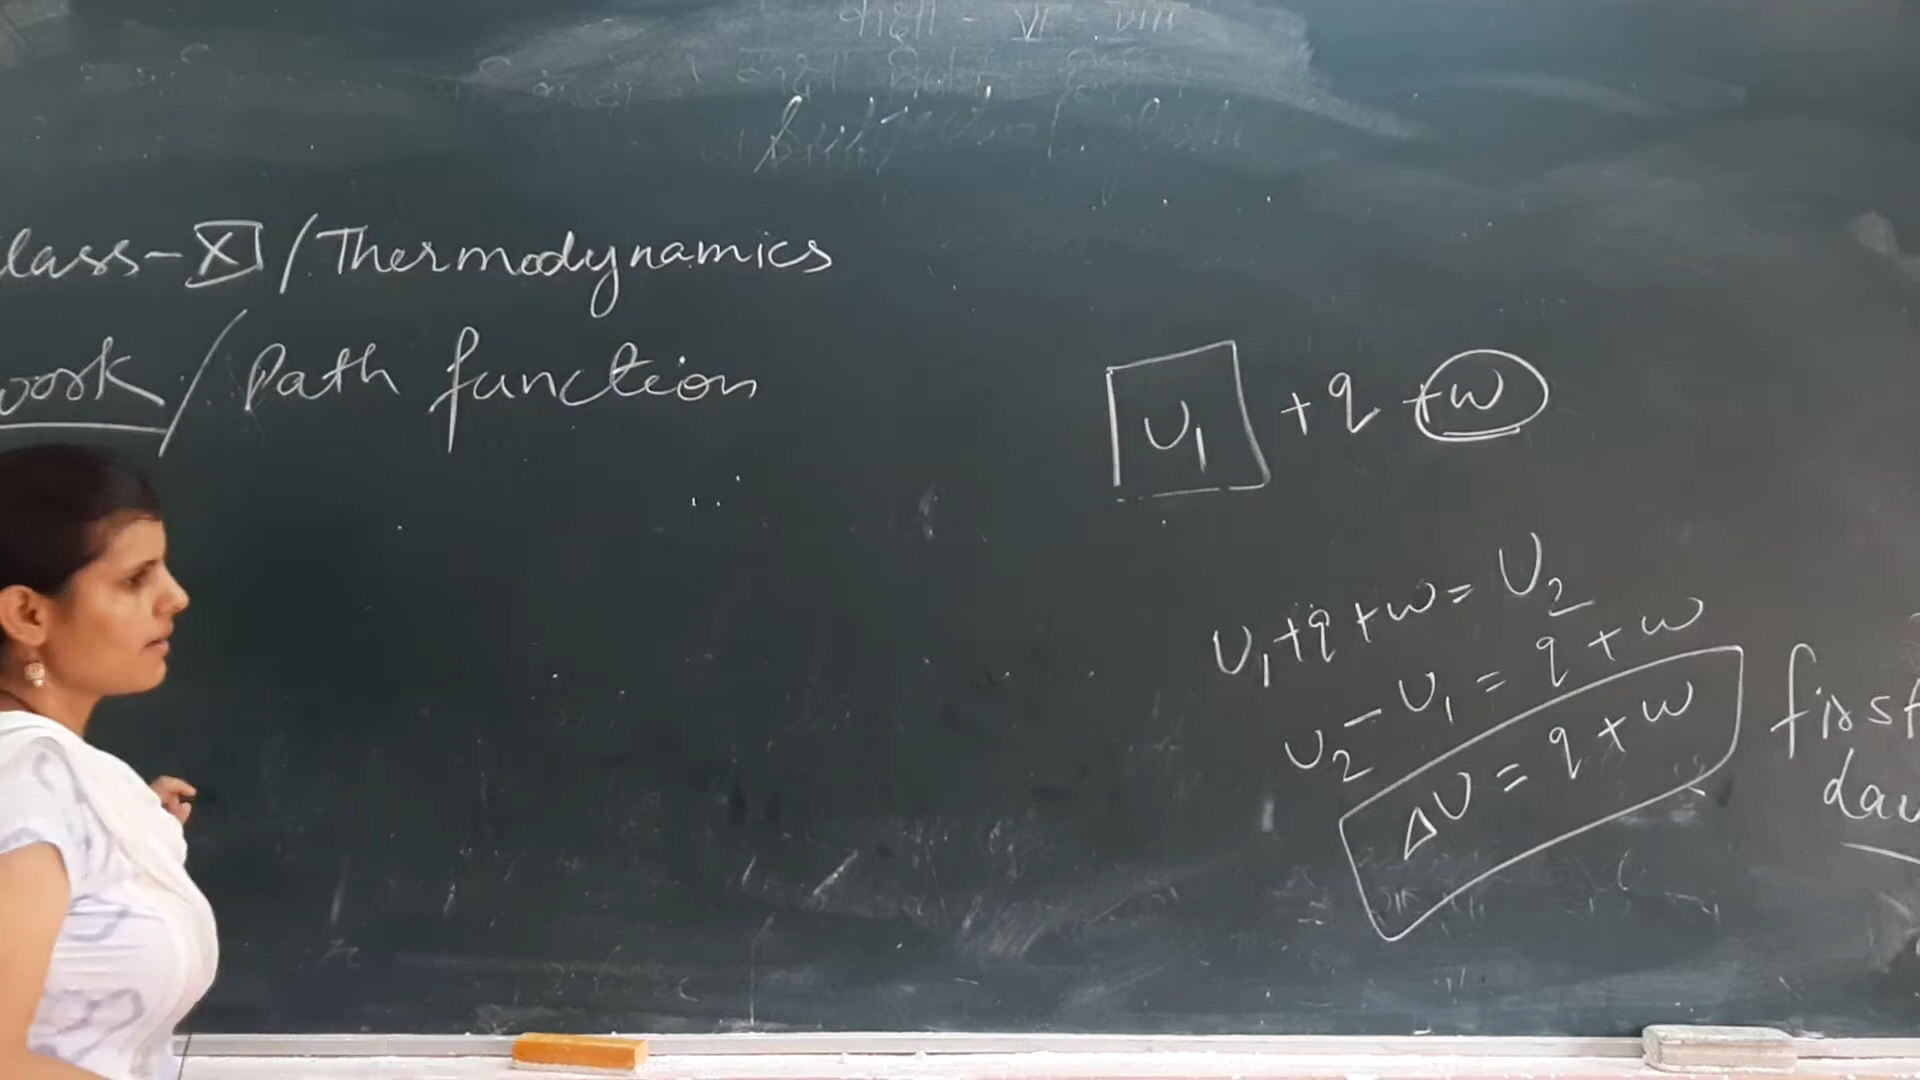 lass-XI/Thermodynamics
work/Path function
U₁ +q +w
U₁+q+w= U₂
U₂-U₁ = q+w
ΔU = q+w
first
law